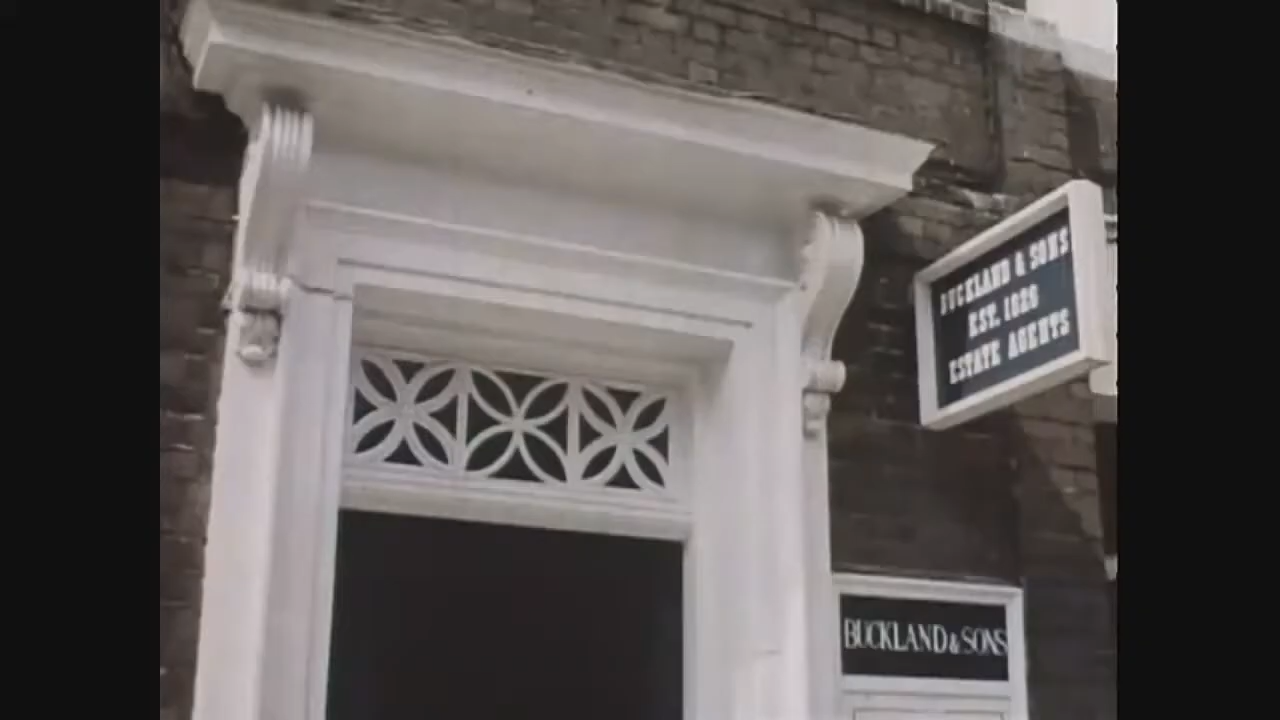 BUCKLAND & SONS
EST. 1826
ESTATE AGENTS
BUCKLAND & SONS